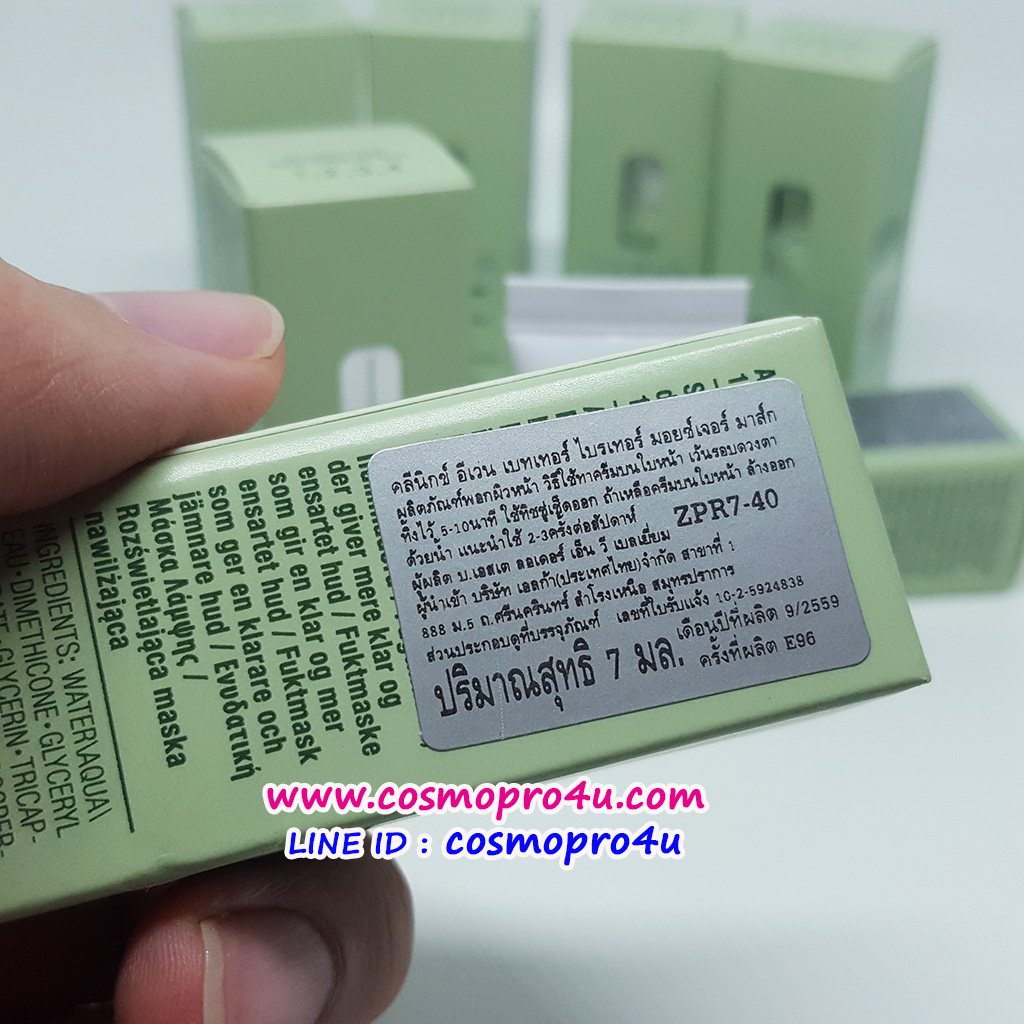 คลีนิกซ์ อีเวน เบทเทอร์ ไบรเทอร์ มอยซ์เจอร์ มาส์ก
ผลิตภัณฑ์พอกผิวหน้า วิธีใช้ทาครีมบนใบหน้า เว้นรอบดวงตา
ทิ้งไว้ 5-10นาที ใช้ทิชชู่เช็ดออก ถ้าเหลือครีมบนใบหน้า ล้างออก
ด้วยน้ำ แนะนำใช้ 2-3ครั้งต่อสัปดาห์ ZPR7-40
ผู้ผลิต บ.เอสเต ลอเดอร์ เอ็น วี เบลเยี่ยม
ผู้นำเข้า บริษัท เอลก้า(ประเทศไทย)จำกัด สาขาที่ 1
888 ม.5 ถ.ศรีนครินทร์ สำโรงเหนือ สมุทรปราการ
ส่วนประกอบดูที่บรรจุภัณฑ์ เลขที่ใบรับแจ้ง 10-2-5924838
ปริมาณสุทธิ 7 มล. เดือนปีที่ผลิต 9/2559
ครั้งที่ผลิต E96
der giver mere klar og
ensartet hud / Fuktmaske
som gir en klar og mer
ensartet hud / Fuktmask
som ger en klarare och
jämnare hud / Ενυδατική
Μάσκα Λάμψης /
Rozświetlająca maska
nawilżająca
INGREDIENTS: WATER\AQUA\
EAU • DIMETHICONE • GLYCERYL
GLYCERIN • TRICAP-
www.cosmopro4u.com
LINE ID : cosmopro4u